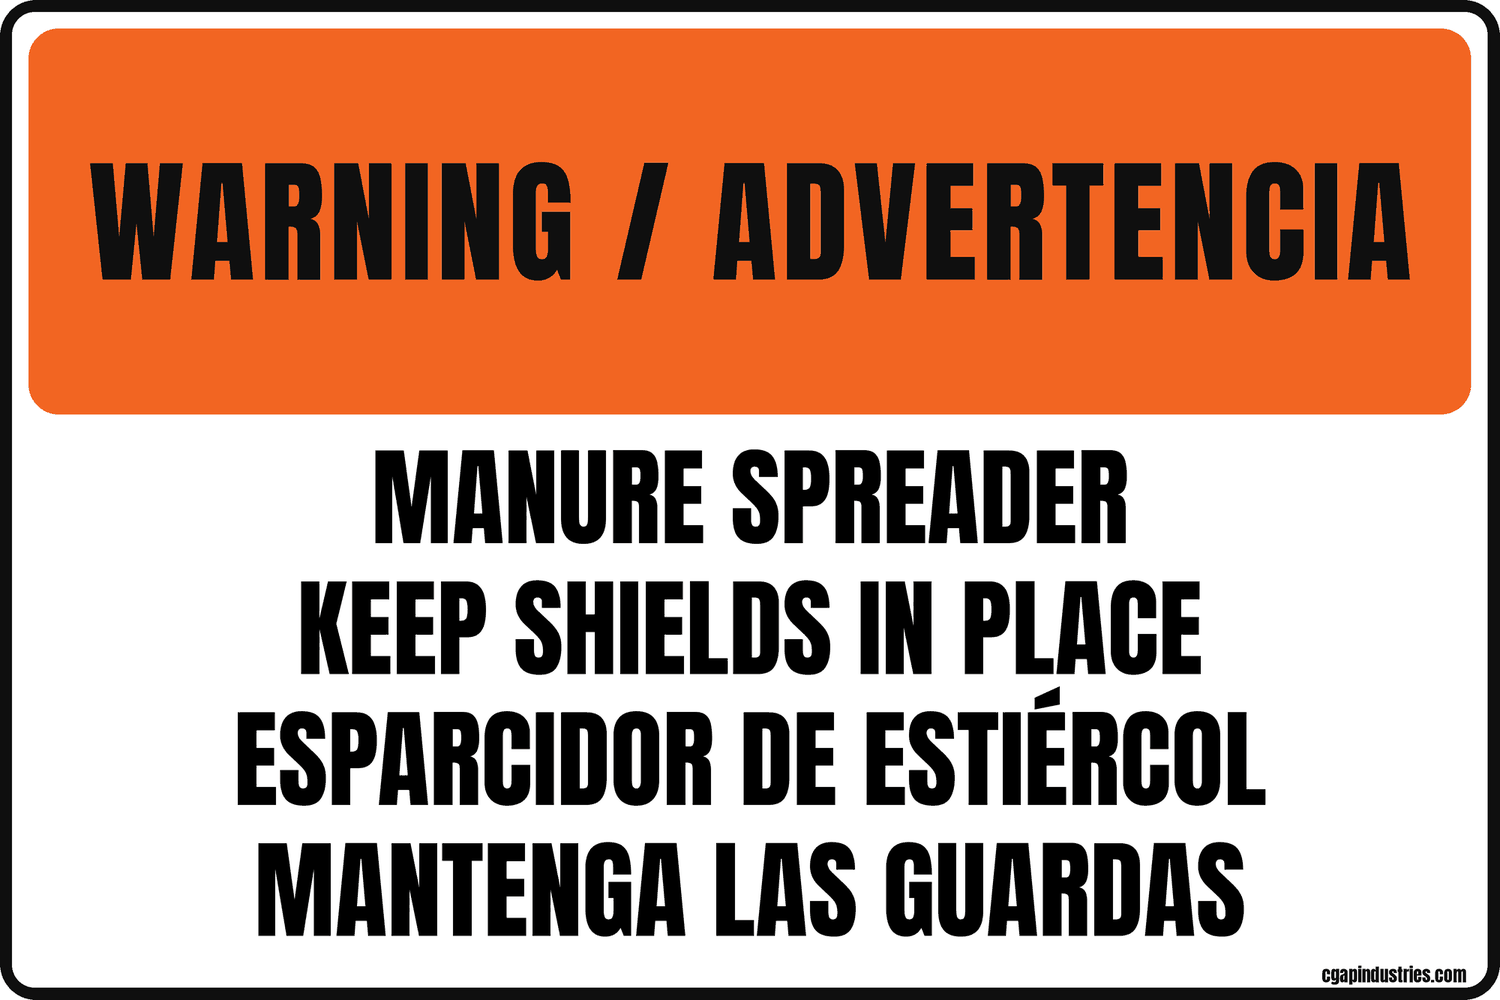 WARNING / ADVERTENCIA
MANURE SPREADER
KEEP SHIELDS IN PLACE
ESPARCIDOR DE ESTIÉRCOL
MANTENGA LAS GUARDAS
cgapindustries.com